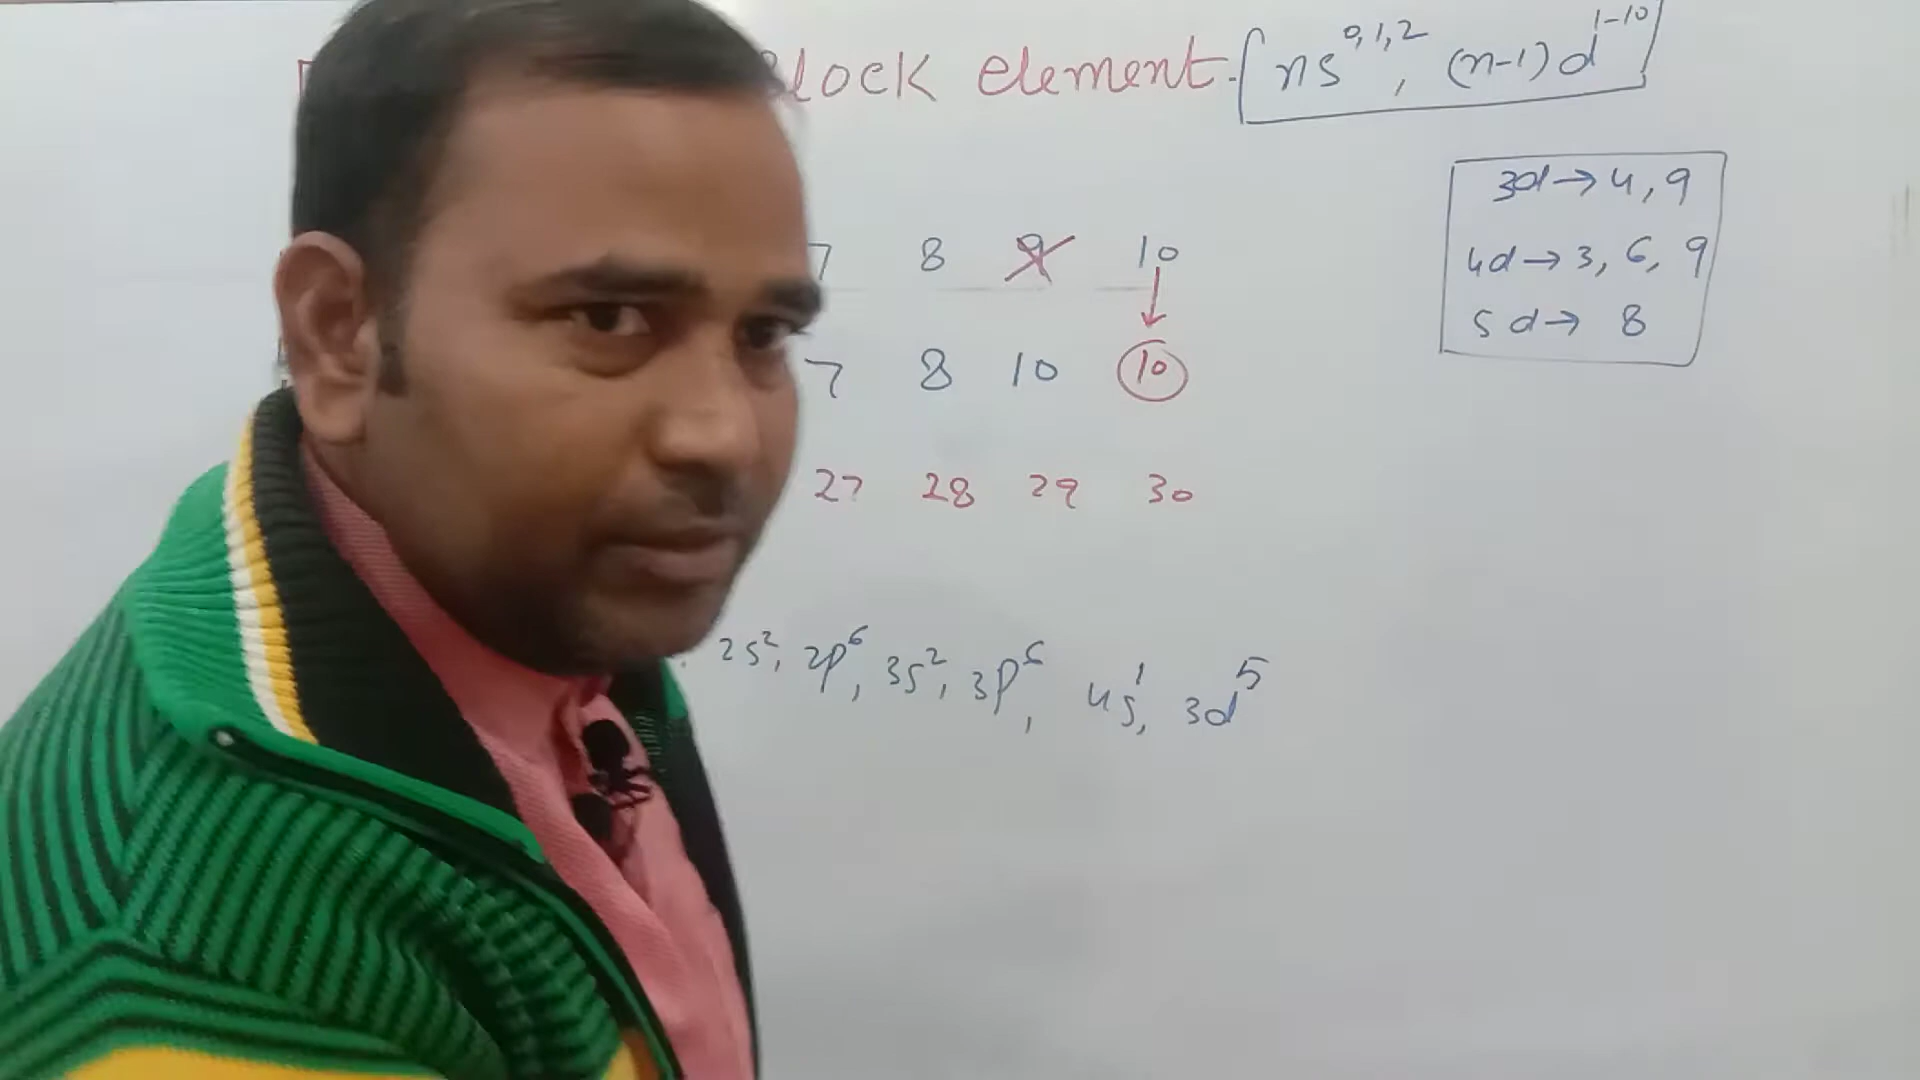 Block element. [ns^0,1,2, (n-1)d^1-10]
3d→4,9
4d→3, 6, 9
5d→ 8
7 8 9 10
7 8 10 10
27 28 29 30
2s², 2p⁶, 3s², 3p⁶, 4s¹, 3d⁵